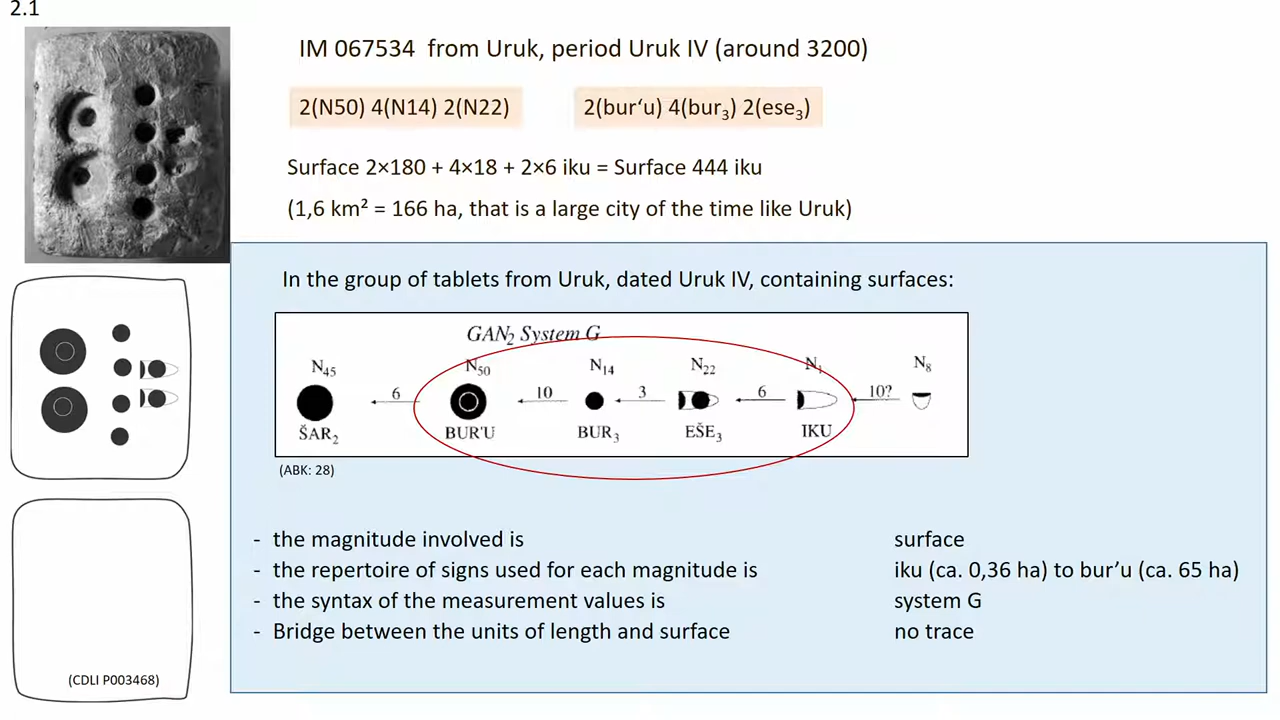 2.1
IM 067534 from Uruk, period Uruk IV (around 3200)
2(N50) 4(N14) 2(N22) 2(bur‘u) 4(bur₃) 2(ese₃)
Surface 2×180 + 4×18 + 2×6 iku = Surface 444 iku
(1,6 km² = 166 ha, that is a large city of the time like Uruk)
In the group of tablets from Uruk, dated Uruk IV, containing surfaces:
GAN₂ System G
N₄₅ N₅₀ N₁₄ N₂₂ N₁ N₈
6 10 3 6 10?
ŠAR₂ BUR'U BUR₃ EŠE₃ IKU
(ABK: 28)
- the magnitude involved is surface
- the repertoire of signs used for each magnitude is iku (ca. 0,36 ha) to bur’u (ca. 65 ha)
- the syntax of the measurement values is system G
- Bridge between the units of length and surface no trace
(CDLI P003468)